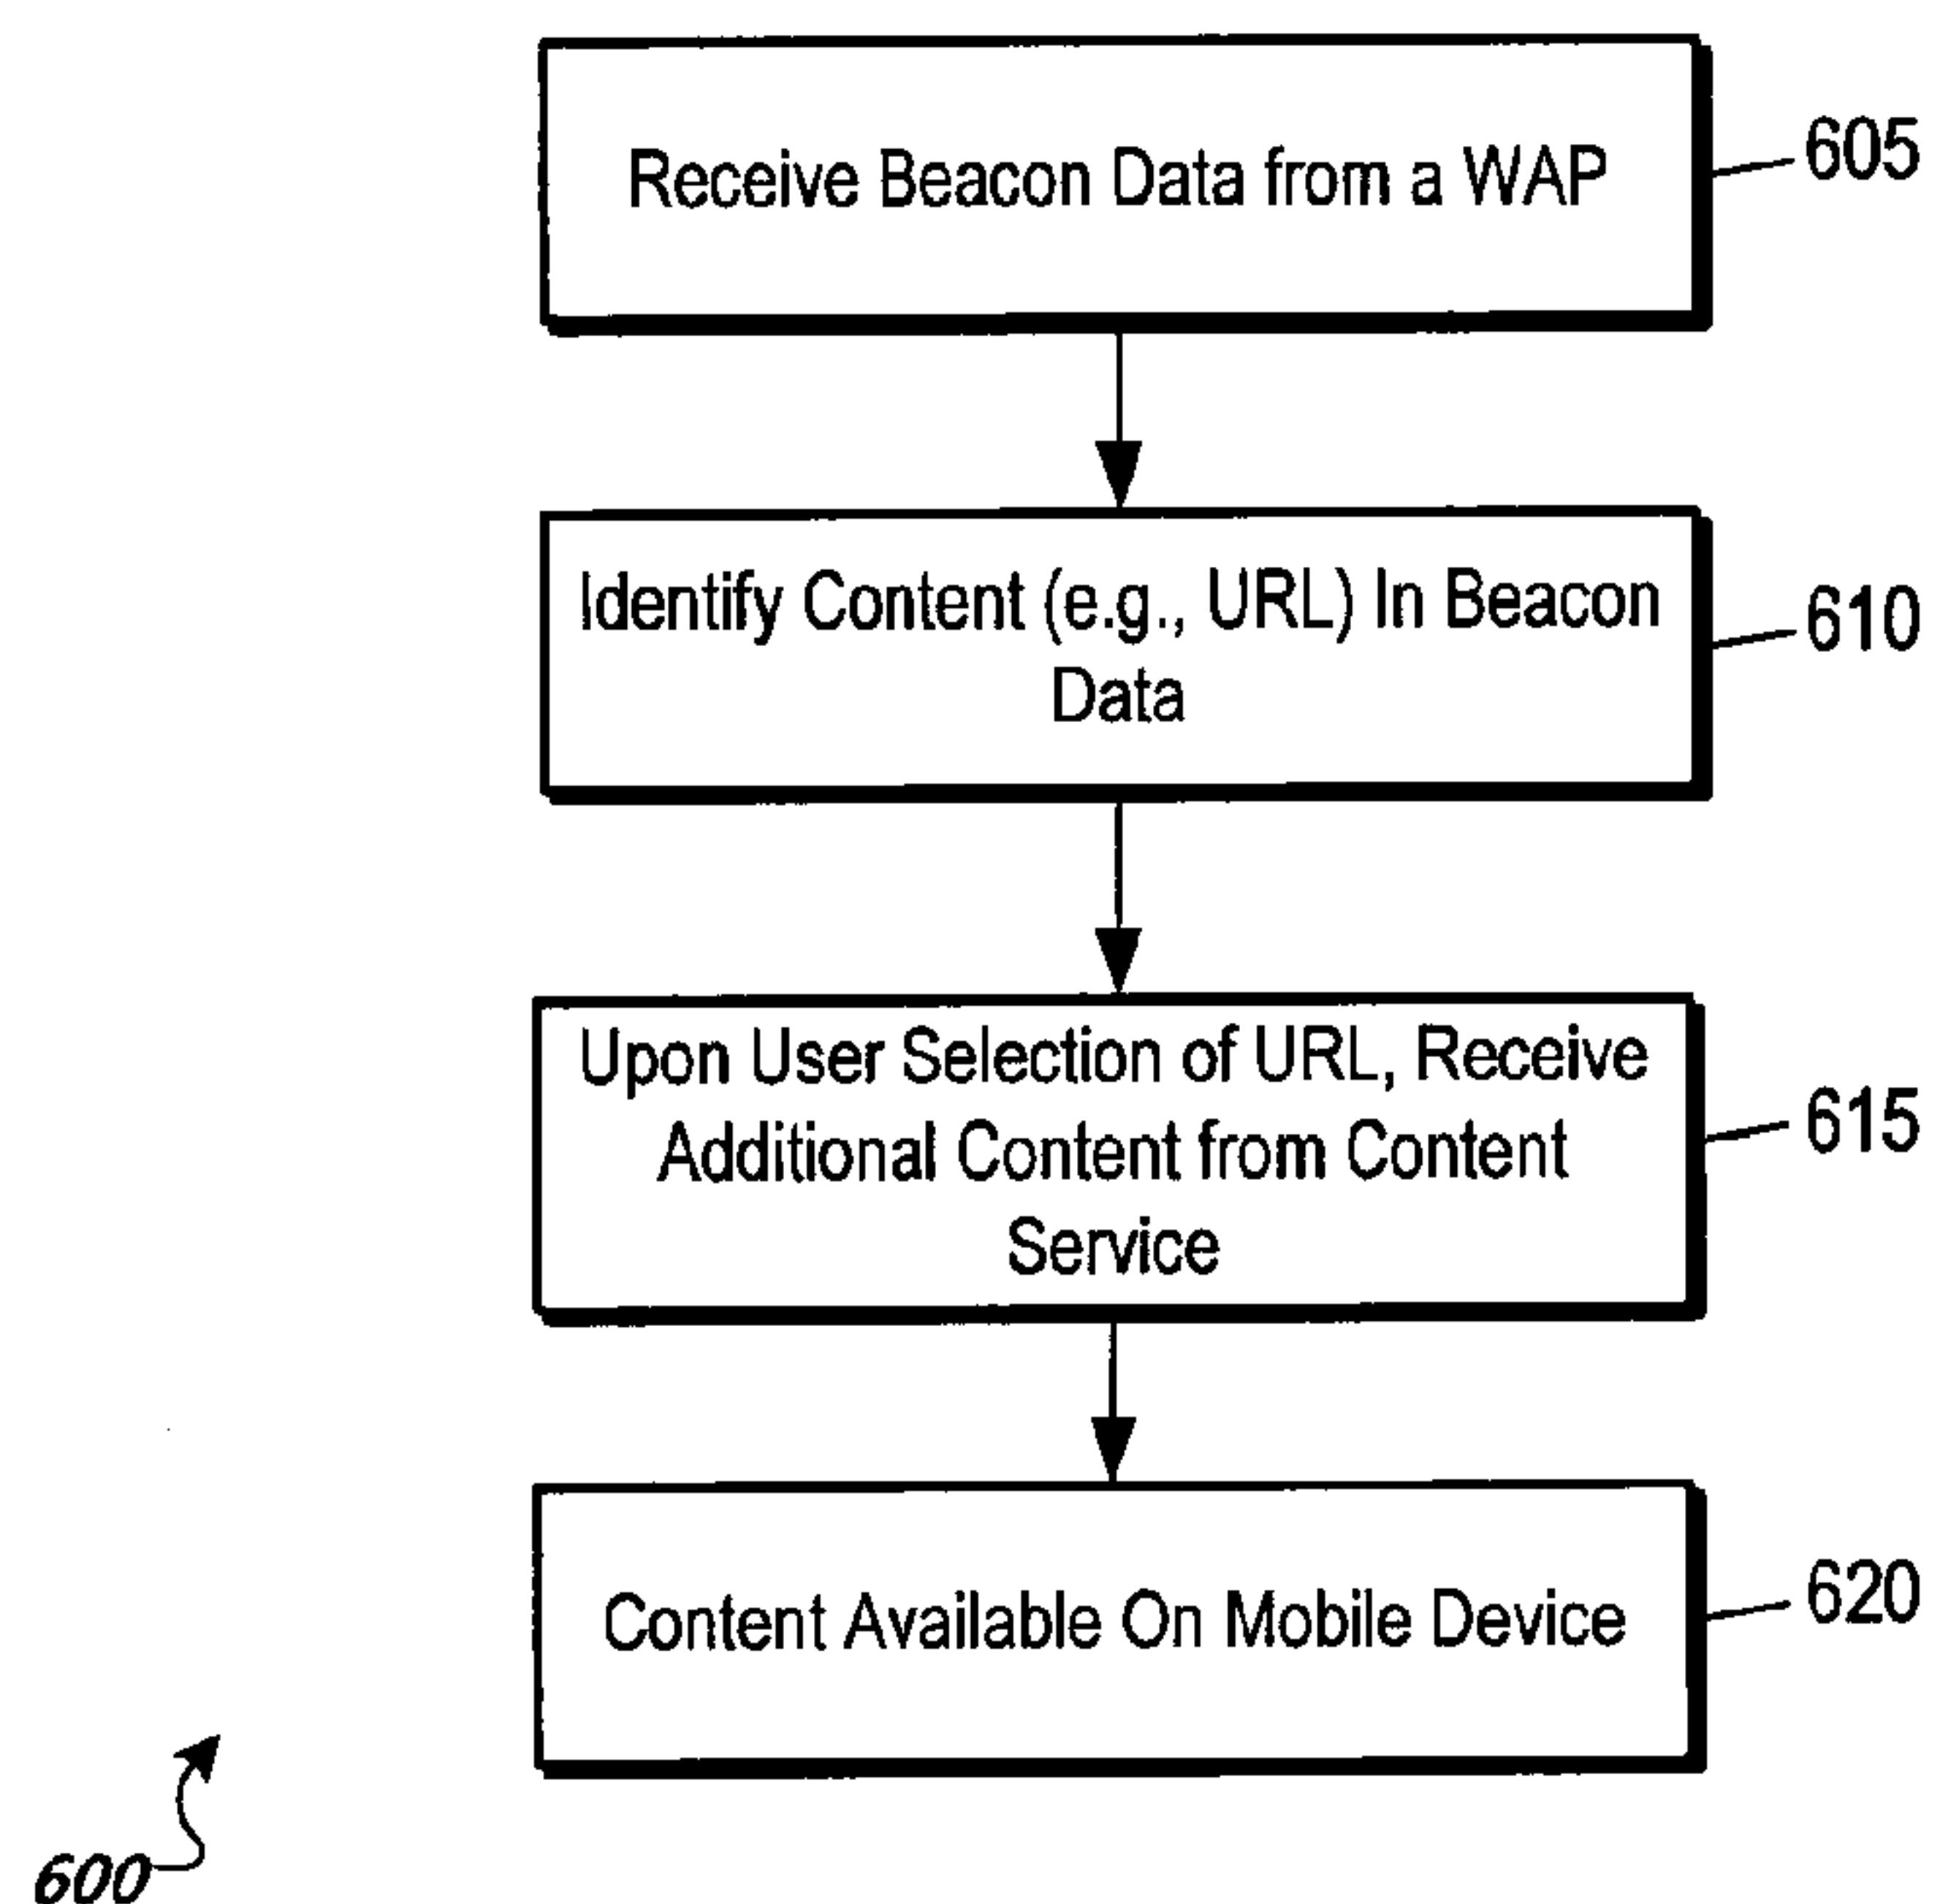 Receive Beacon Data from a WAP
605
Identify Content (e.g., URL) In Beacon
Data
610
Upon User Selection of URL, Receive
Additional Content from Content
Service
615
Content Available On Mobile Device
620
600